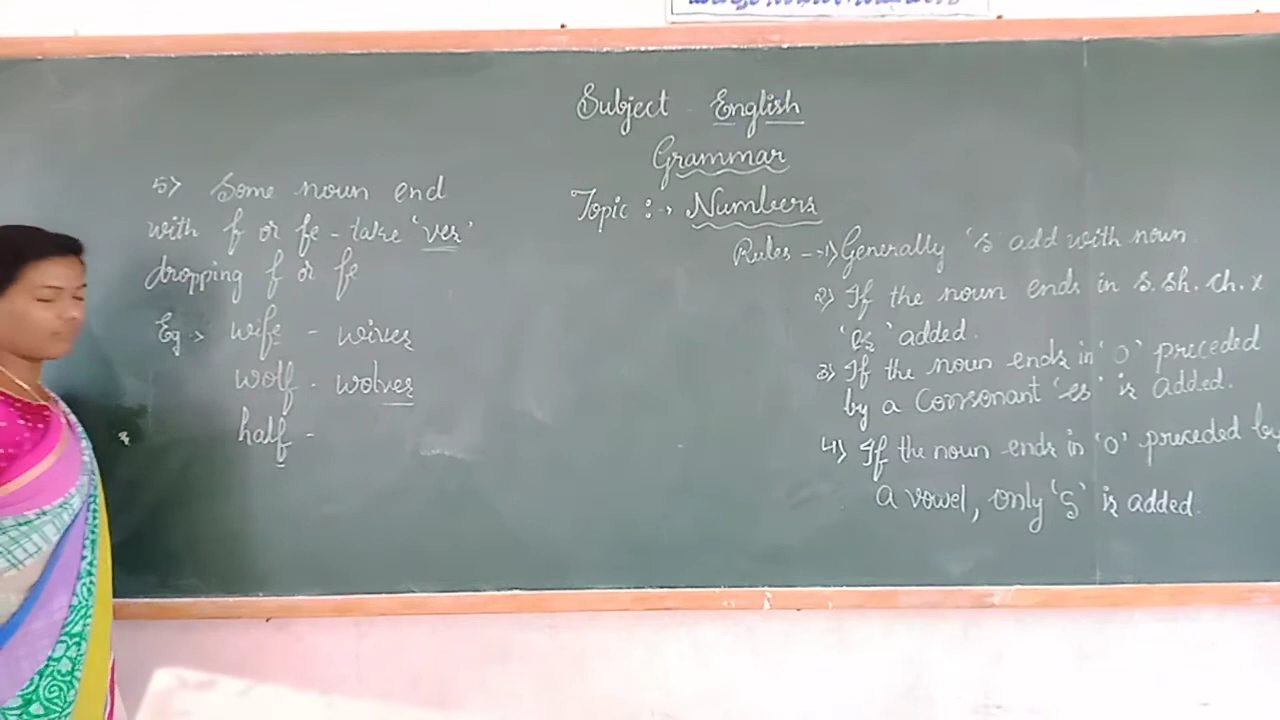 Subject - English
Grammar
Topic :→ Numbers
Rules -→ 1) Generally 's add with noun.
2) If the noun ends in s. sh. ch. x
'es' added.
3) If the noun ends in 'o' preceded
by a Consonant 'es' is added.
4) If the noun ends in 'o' preceded by
a vowel, only 'S' is added.
5) Some noun end
with f or fe - take 'ves'
dropping f or fe
Eg :→ wife - wives
wolf - wolves
half -